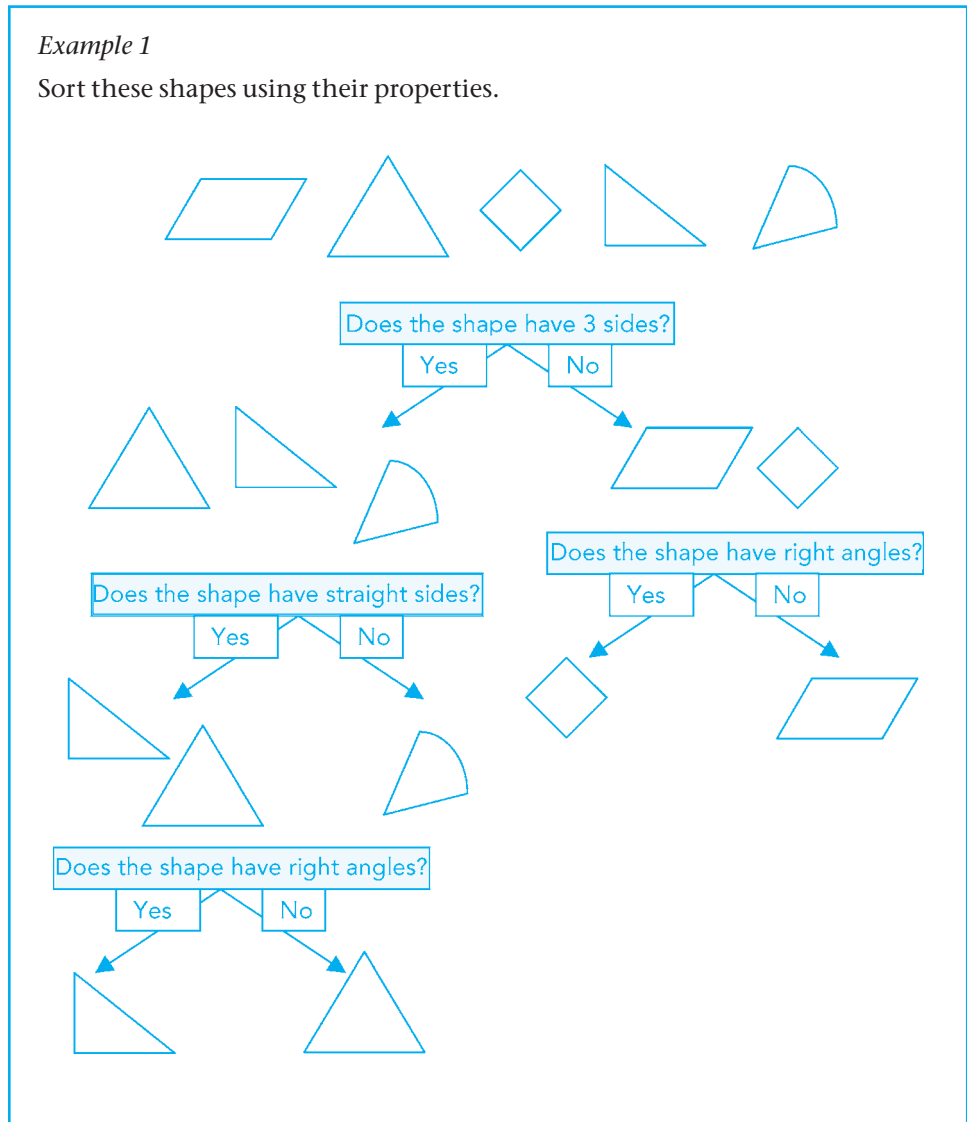 Example 1
Sort these shapes using their properties.
Does the shape have 3 sides?
Yes
No
Does the shape have right angles?
Yes
No
Does the shape have straight sides?
Yes
No
Does the shape have right angles?
Yes
No